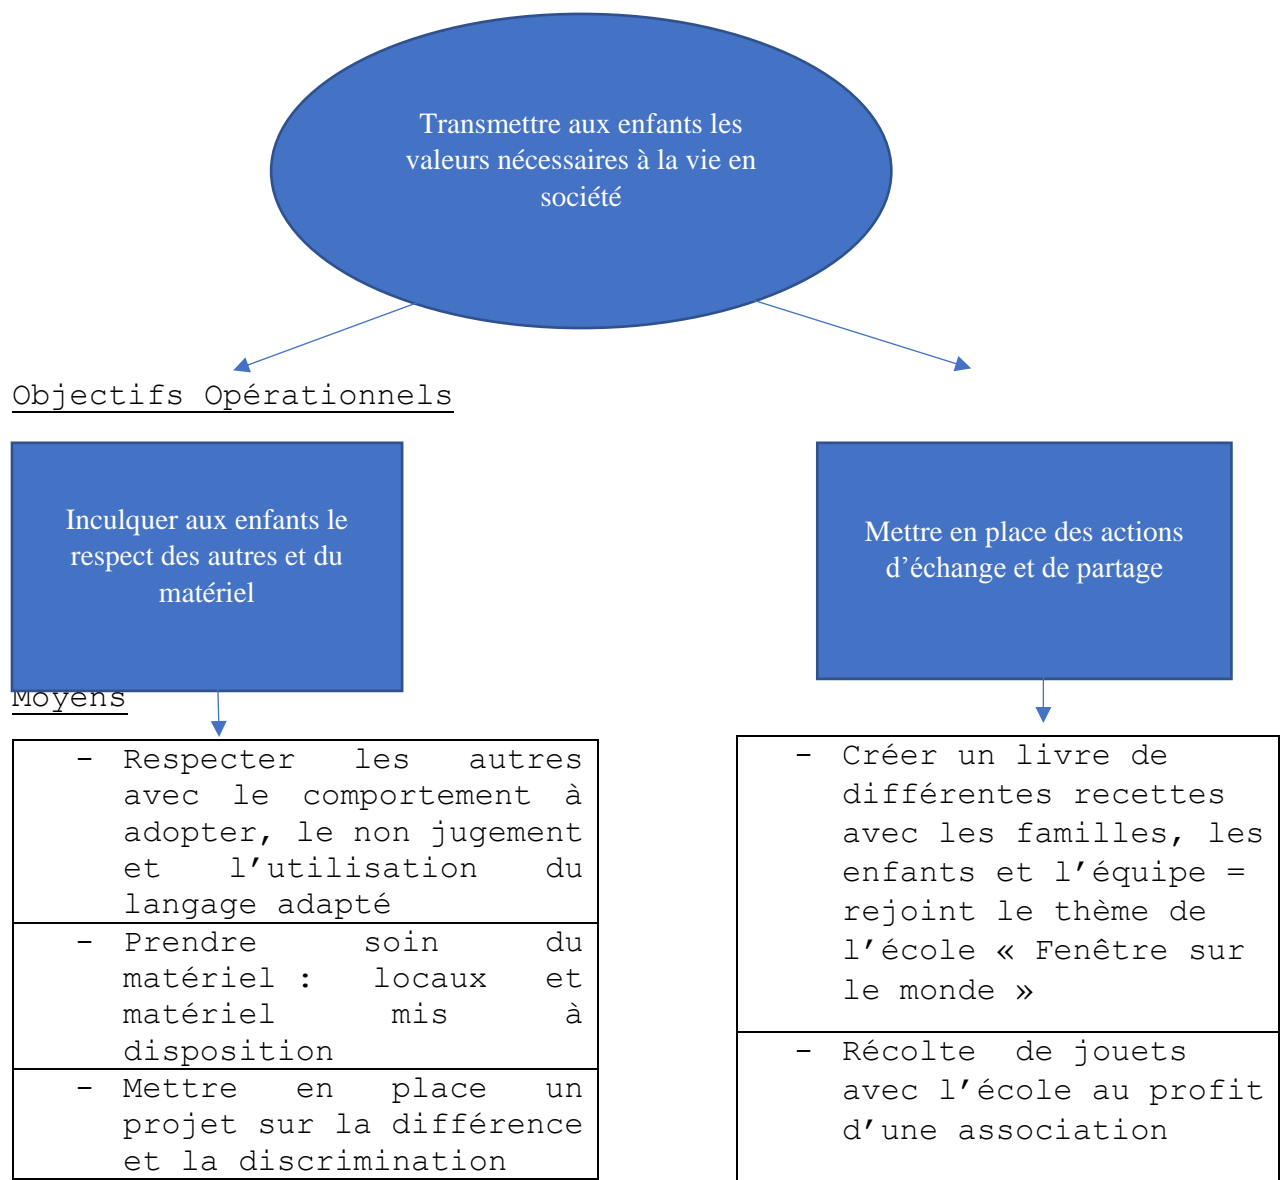 Transmettre aux enfants les
valeurs nécessaires à la vie en
société
Objectifs Opérationnels
Inculquer aux enfants le
respect des autres et du
matériel
Mettre en place des actions
d’échange et de partage
Moyens
- Respecter les autres
avec le comportement à
adopter, le non jugement
et l’utilisation du
langage adapté
- Prendre soin du
matériel : locaux et
matériel mis à
disposition
- Mettre en place un
projet sur la différence
et la discrimination
- Créer un livre de
différentes recettes
avec les familles, les
enfants et l’équipe =
rejoint le thème de
l’école « Fenêtre sur
le monde »
- Récolte de jouets
avec l’école au profit
d’une association